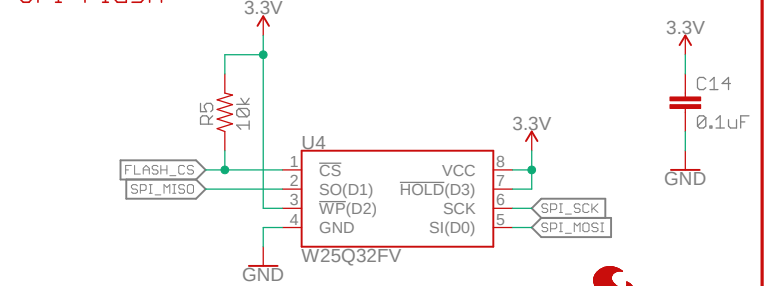 SPI Flash
3.3V
3.3V
C14
0.1uF
GND
R5
10k
3.3V
U4
FLASH_CS
1
CS
VCC
8
SPI_MISO
2
SO(D1)
HOLD(D3)
7
3
WP(D2)
SCK
6
SPI_SCK
4
GND
SI(D0)
5
SPI_MOSI
W25Q32FV
GND